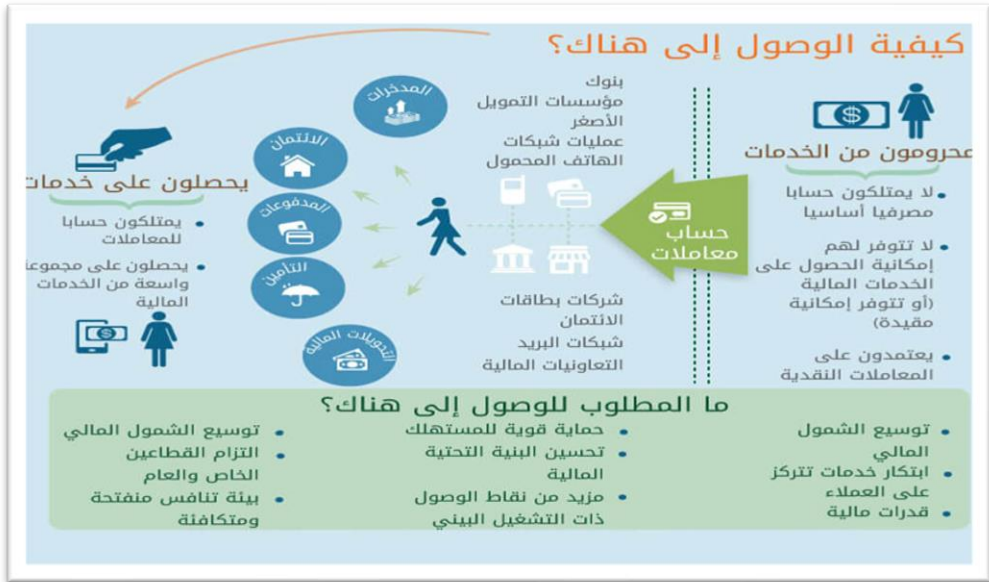 كيفية الوصول إلى هناك؟
محرومون من الخدمات
لا يمتلكون حسابا
مصرفيا أساسيا
لا تتوفر لهم
إمكانية الحصول على
الخدمات المالية
(أو تتوفر إمكانية
مقيدة)
يعتمدون على
المعاملات النقدية
حساب
معاملات
بنوك
مؤسسات التمويل
الأصغر
عمليات شبكات
الهاتف المحمول
شركات بطاقات
الائتمان
شبكات البريد
التعاونيات المالية
المدخرات
الائتمان
المدفوعات
التأمين
التحويلات المالية
يحصلون على خدمات
يمتلكون حسابا
للمعاملات
يحصلون على مجموعة
واسعة من الخدمات
المالية
ما المطلوب للوصول إلى هناك؟
توسيع الشمول
المالي
ابتكار خدمات تتركز
على العملاء
قدرات مالية
حماية قوية للمستهلك
تحسين البنية التحتية
المالية
مزيد من نقاط الوصول
ذات التشغيل البيني
توسيع الشمول المالي
التزام القطاعين
الخاص والعام
بيئة تنافس منفتحة
ومتكافئة